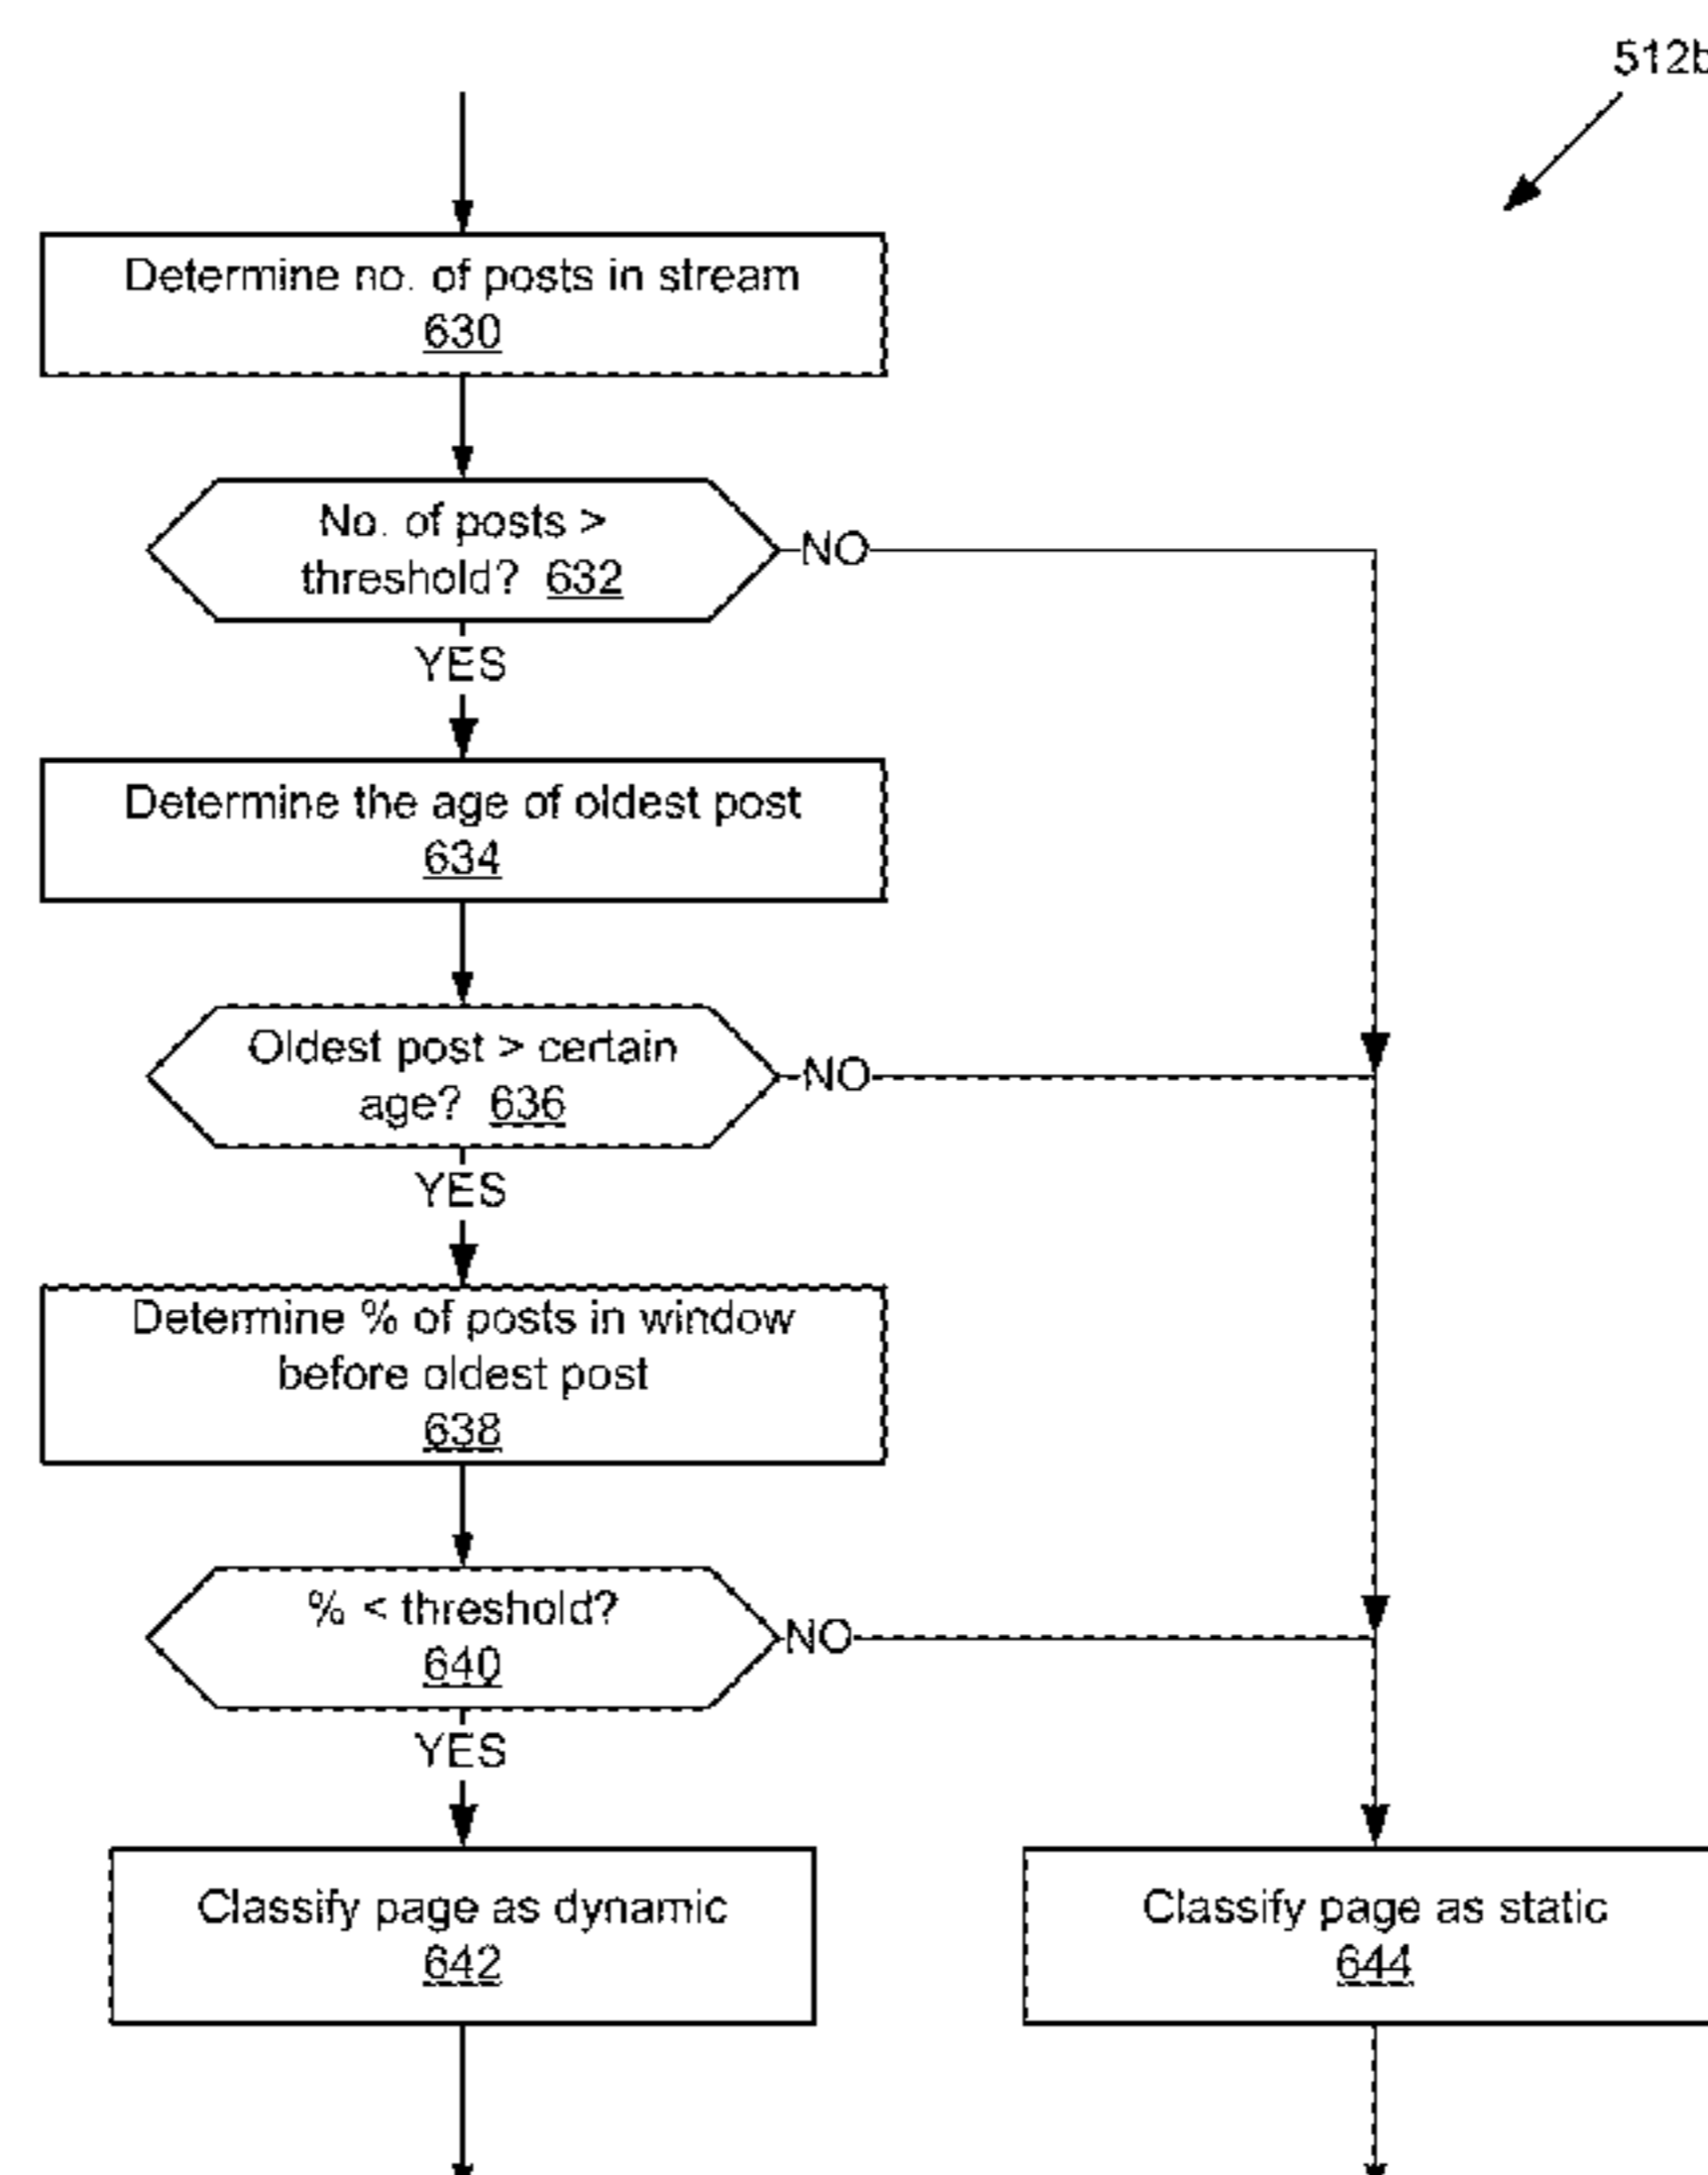 512b
Determine no. of posts in stream
630
No. of posts >
threshold? 632
NO
YES
Determine the age of oldest post
634
Oldest post > certain
age? 636
NO
YES
Determine % of posts in window
before oldest post
638
% < threshold?
640
NO
YES
Classify page as dynamic
642
Classify page as static
644